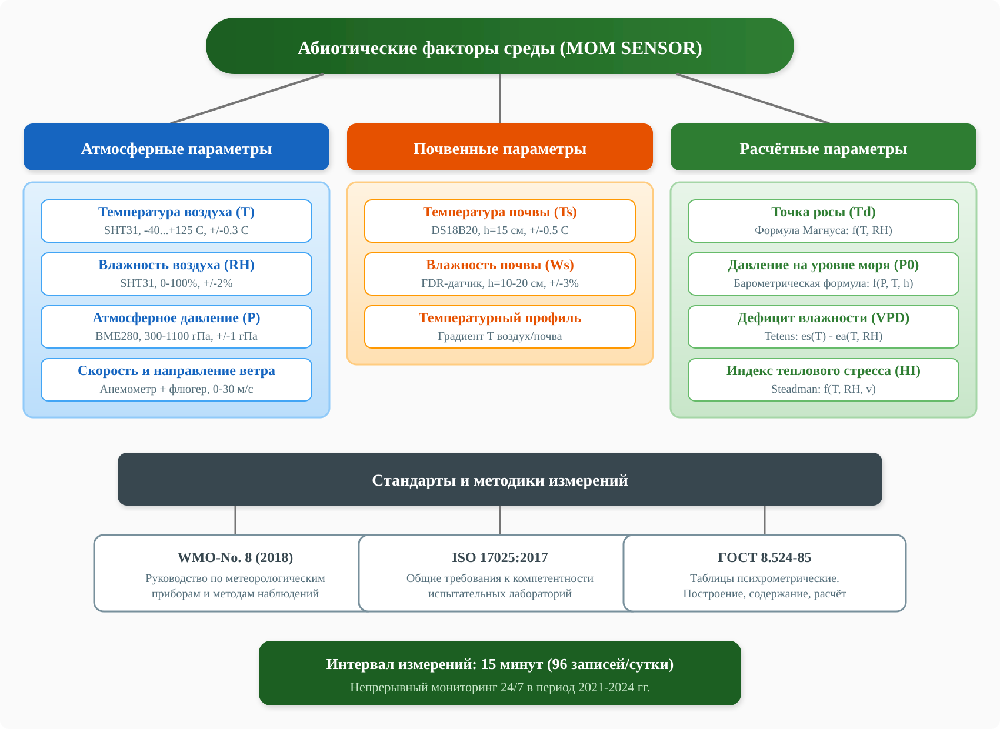 Абиотические факторы среды (MOM SENSOR)
Атмосферные параметры
Температура воздуха (T)
SHT31, -40...+125 C, +/-0.3 C
Влажность воздуха (RH)
SHT31, 0-100%, +/-2%
Атмосферное давление (P)
BME280, 300-1100 гПа, +/-1 гПа
Скорость и направление ветра
Анемометр + флюгер, 0-30 м/с
Почвенные параметры
Температура почвы (Ts)
DS18B20, h=15 см, +/-0.5 C
Влажность почвы (Ws)
FDR-датчик, h=10-20 см, +/-3%
Температурный профиль
Градиент T воздух/почва
Расчётные параметры
Точка росы (Td)
Формула Магнуса: f(T, RH)
Давление на уровне моря (P0)
Барометрическая формула: f(P, T, h)
Дефицит влажности (VPD)
Tetens: es(T) - ea(T, RH)
Индекс теплового стресса (HI)
Steadman: f(T, RH, v)
Стандарты и методики измерений
WMO-No. 8 (2018)
Руководство по метеорологическим
приборам и методам наблюдений
ISO 17025:2017
Общие требования к компетентности
испытательных лабораторий
ГОСТ 8.524-85
Таблицы психрометрические.
Построение, содержание, расчёт
Интервал измерений: 15 минут (96 записей/сутки)
Непрерывный мониторинг 24/7 в период 2021-2024 гг.